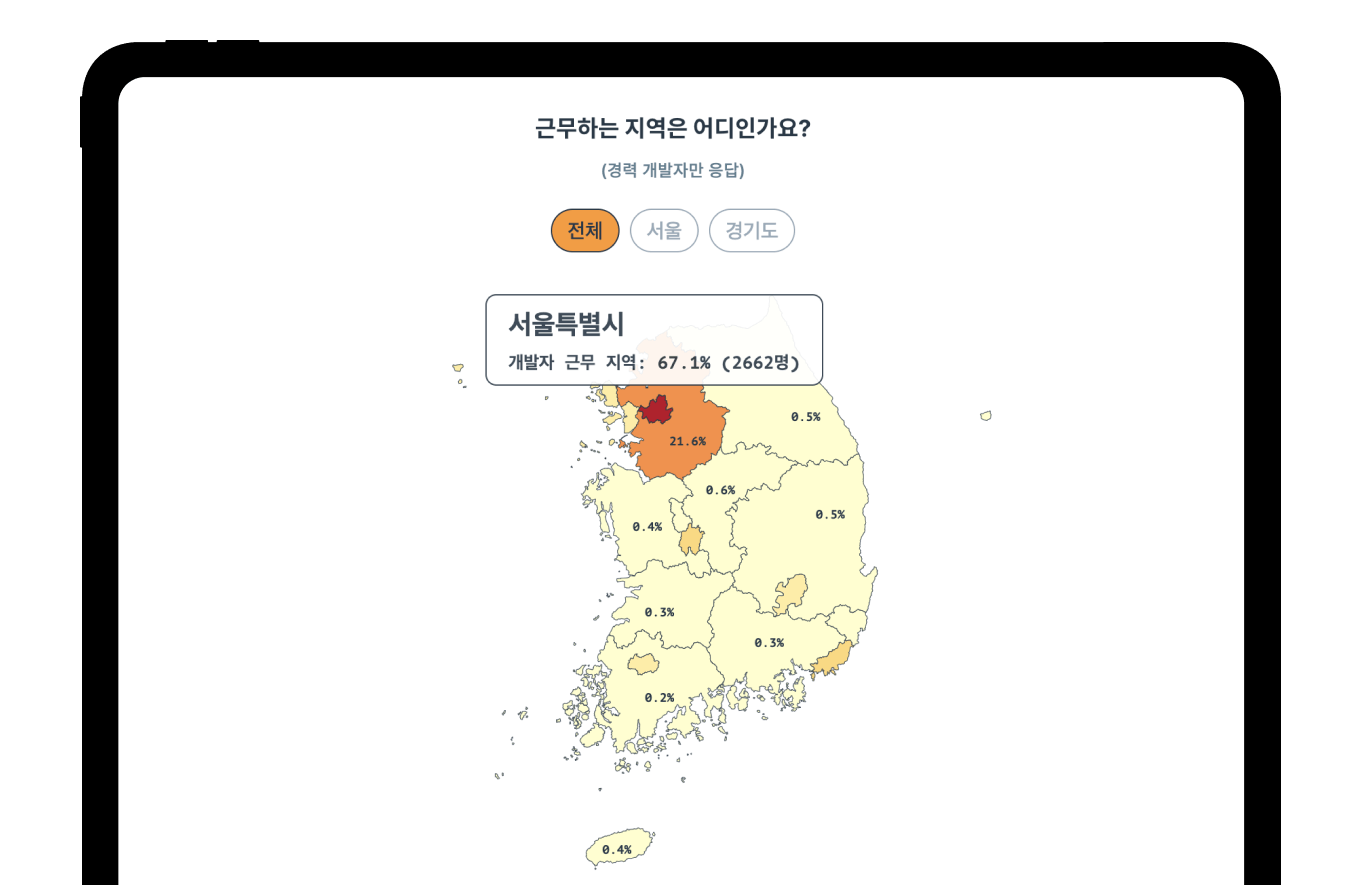 근무하는 지역은 어디인가요?
(경력 개발자만 응답)
전체 서울 경기도
서울특별시
개발자 근무 지역: 67.1% (2662명)
0.5%
21.6%
0.6%
0.5%
0.4%
0.3%
0.3%
0.2%
0.4%